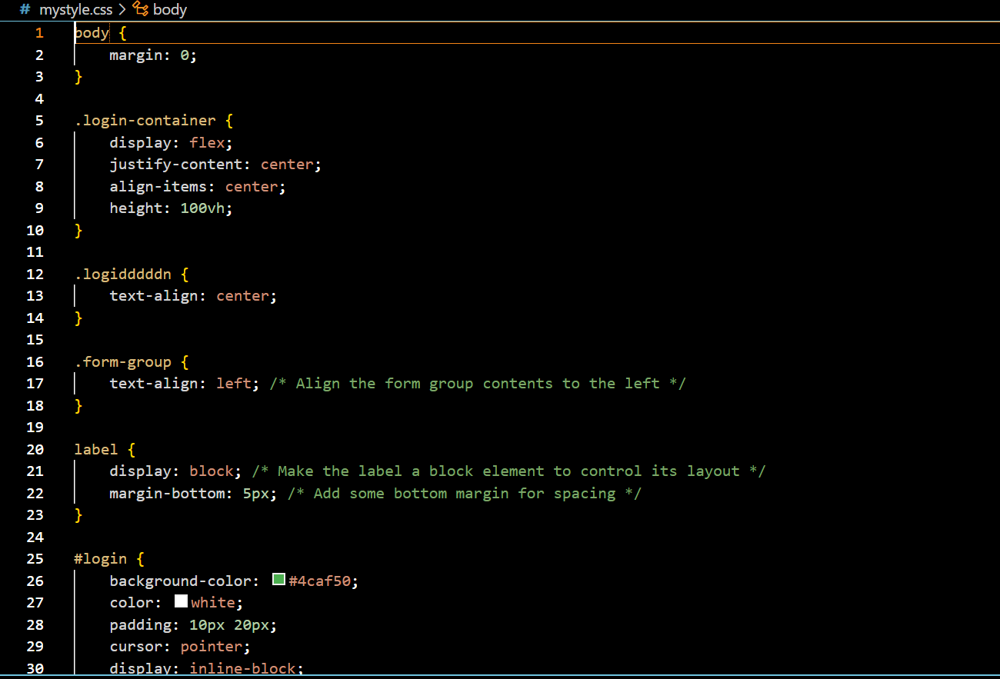 # mystyle.css > body
1 body {
2     margin: 0;
3 }
4
5 .login-container {
6     display: flex;
7     justify-content: center;
8     align-items: center;
9     height: 100vh;
10 }
11
12 .logidddddn {
13     text-align: center;
14 }
15
16 .form-group {
17     text-align: left; /* Align the form group contents to the left */
18 }
19
20 label {
21     display: block; /* Make the label a block element to control its layout */
22     margin-bottom: 5px; /* Add some bottom margin for spacing */
23 }
24
25 #login {
26     background-color: #4caf50;
27     color: white;
28     padding: 10px 20px;
29     cursor: pointer;
30     display: inline-block;